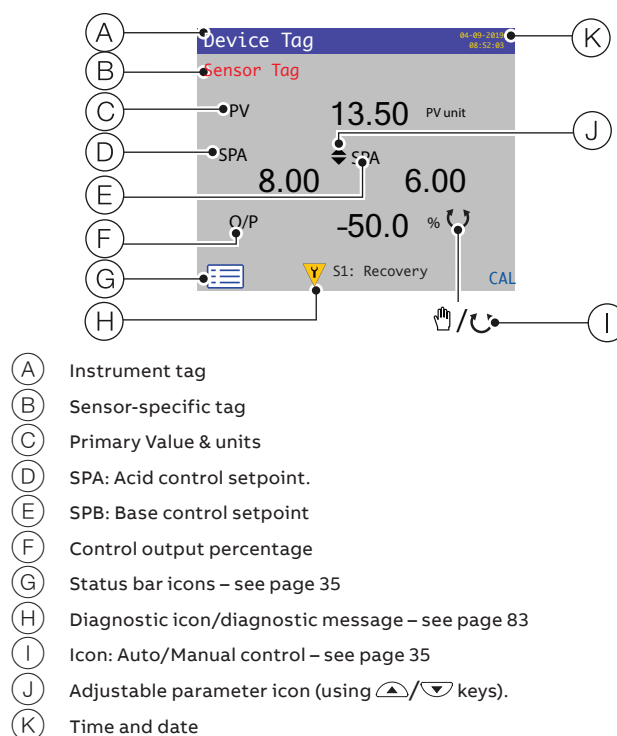 A
Device Tag
04-09-2019
08:52:03
K
B
Sensor Tag
C
PV
13.50 PV unit
J
D
SPA
SPA
E
8.00
6.00
F
O/P
-50.0 %
G
S1: Recovery
CAL
H
/
I
A Instrument tag
B Sensor-specific tag
C Primary Value & units
D SPA: Acid control setpoint.
E SPB: Base control setpoint
F Control output percentage
G Status bar icons – see page 35
H Diagnostic icon/diagnostic message – see page 83
I Icon: Auto/Manual control – see page 35
J Adjustable parameter icon (using / keys).
K Time and date